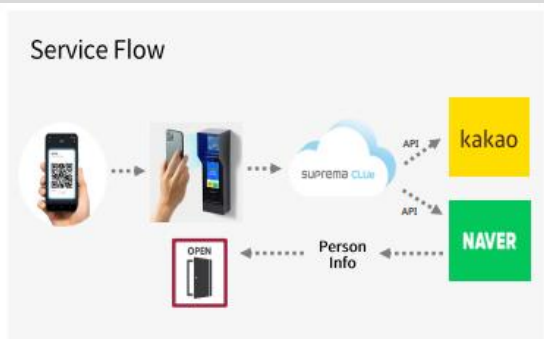 Service Flow
API
kakao
suprema CLUe
API
NAVER
OPEN
Person
Info